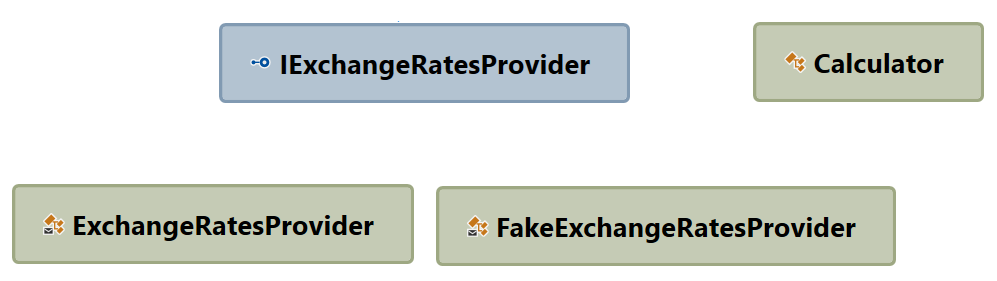 IExchangeRatesProvider
Calculator
ExchangeRatesProvider
FakeExchangeRatesProvider